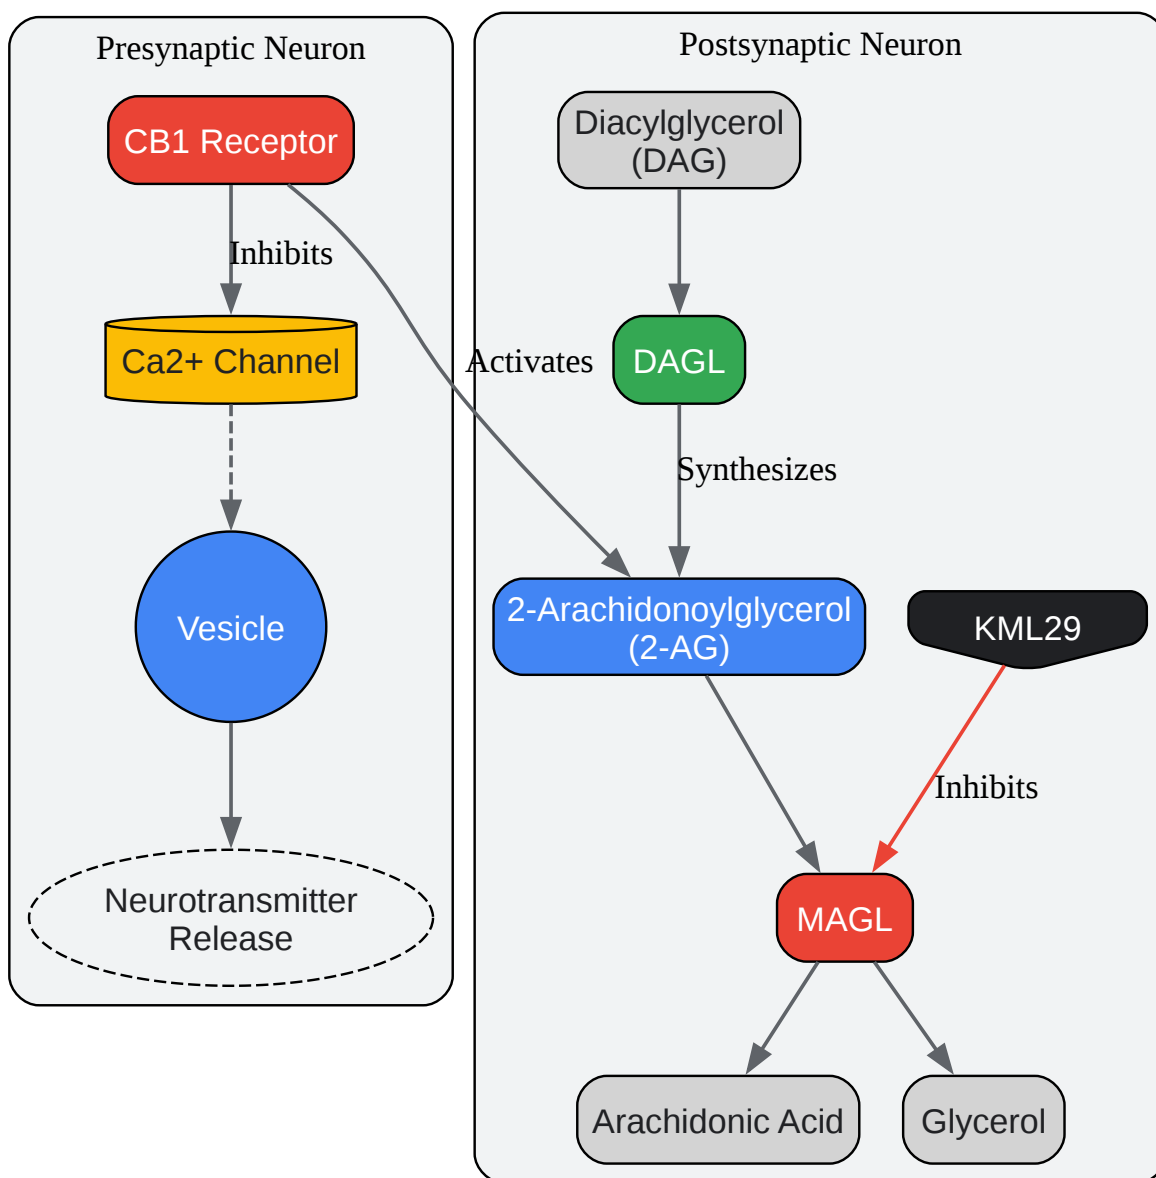 Presynaptic Neuron
CB1 Receptor
Inhibits
Ca2+ Channel
Vesicle
Neurotransmitter
Release
Postsynaptic Neuron
Diacylglycerol
(DAG)
Activates
DAGL
Synthesizes
2-Arachidonoylglycerol
(2-AG)
KML29
Inhibits
MAGL
Arachidonic Acid
Glycerol